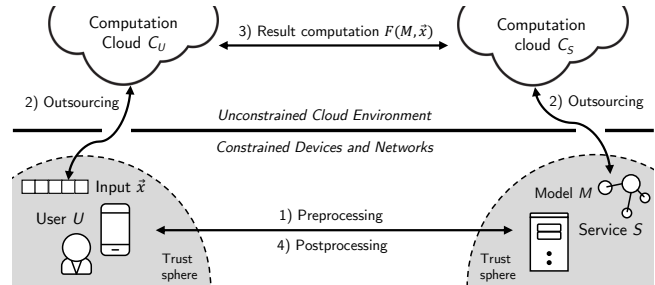 Computation
Cloud C_U
3) Result computation F(M, x⃗)
Computation
cloud C_S
2) Outsourcing
2) Outsourcing
Unconstrained Cloud Environment
Constrained Devices and Networks
Input x⃗
User U
1) Preprocessing
4) Postprocessing
Model M
Service S
Trust
sphere
Trust
sphere